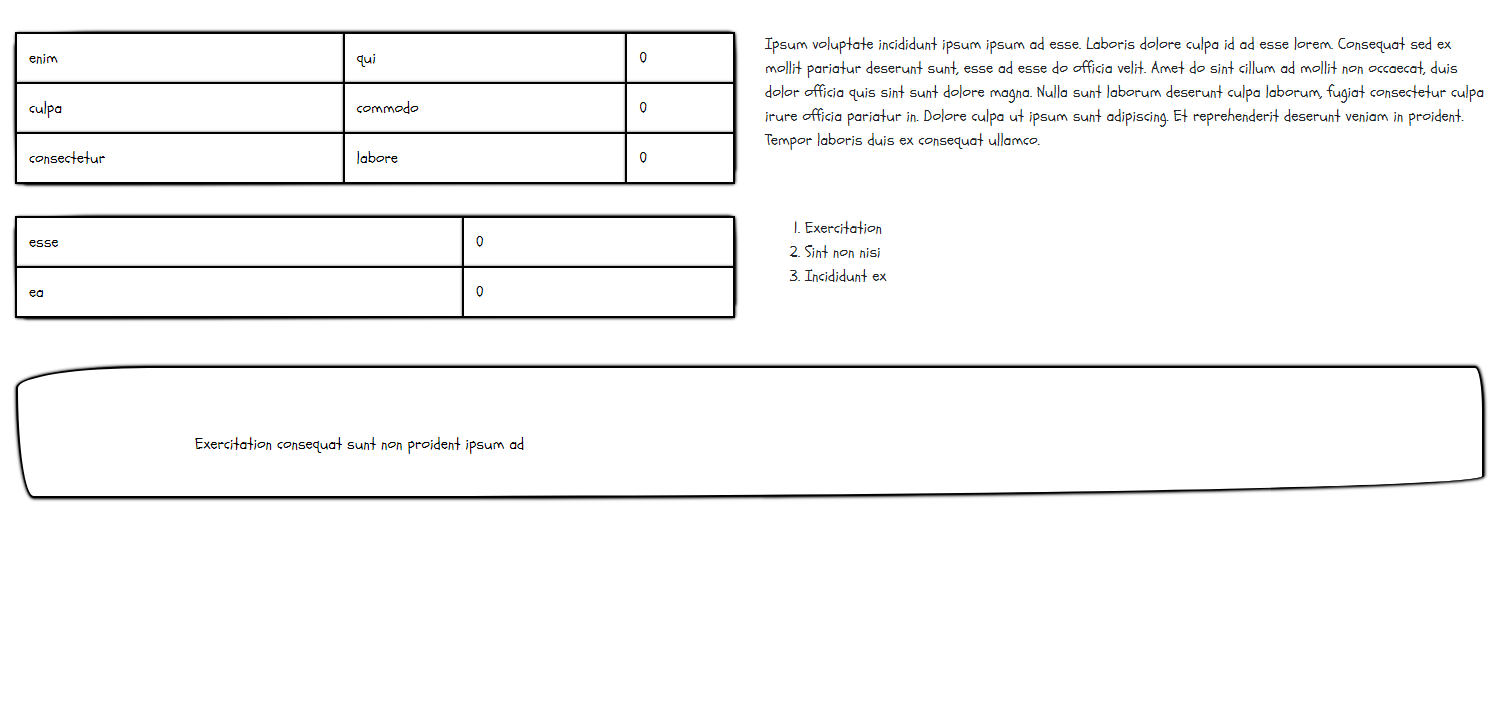 enim qui 0
culpa commodo 0
consectetur labore 0
Ipsum voluptate incididunt ipsum ipsum ad esse. Laboris dolore culpa id ad esse lorem. Consequat sed ex
mollit pariatur deserunt sunt, esse ad esse do officia velit. Amet do sint cillum ad mollit non occaecat, duis
dolor officia quis sint sunt dolore magna. Nulla sunt laborum deserunt culpa laborum, fugiat consectetur culpa
irure officia pariatur in. Dolore culpa ut ipsum sunt adipiscing. Et reprehenderit deserunt veniam in proident.
Tempor laboris duis ex consequat ullamco.
esse 0
ea 0
1. Exercitation
2. Sint non nisi
3. Incididunt ex
Exercitation consequat sunt non proident ipsum ad